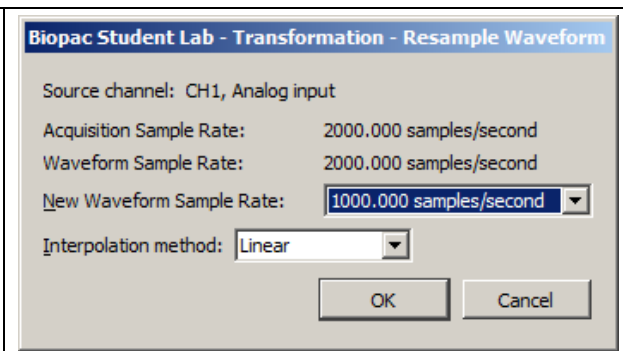 Biopac Student Lab - Transformation - Resample Waveform
Source channel: CH1, Analog input
Acquisition Sample Rate: 2000.000 samples/second
Waveform Sample Rate: 2000.000 samples/second
New Waveform Sample Rate: 1000.000 samples/second
Interpolation method: Linear
OK Cancel